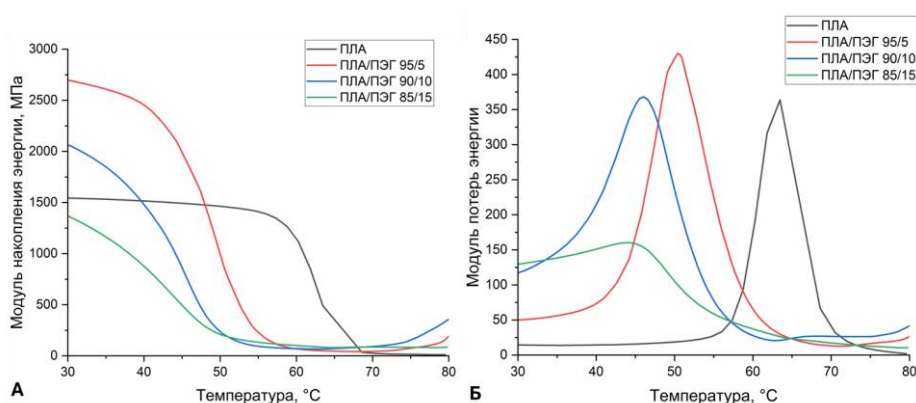 ПЛА
ПЛА/ПЭГ 95/5
ПЛА/ПЭГ 90/10
ПЛА/ПЭГ 85/15
Модуль накопления энергии, МПа
3000
2500
2000
1500
1000
500
0
30 40 50 60 70 80
Температура, °C
А
ПЛА
ПЛА/ПЭГ 95/5
ПЛА/ПЭГ 90/10
ПЛА/ПЭГ 85/15
Модуль потерь энергии
450
400
350
300
250
200
150
100
50
0
30 40 50 60 70 80
Температура, °C
Б